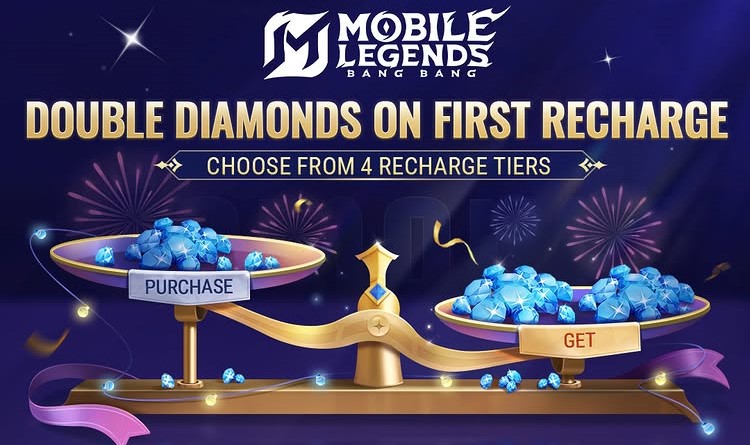 MOBILE
LEGENDS
BANG BANG
DOUBLE DIAMONDS ON FIRST RECHARGE
CHOOSE FROM 4 RECHARGE TIERS
PURCHASE
GET